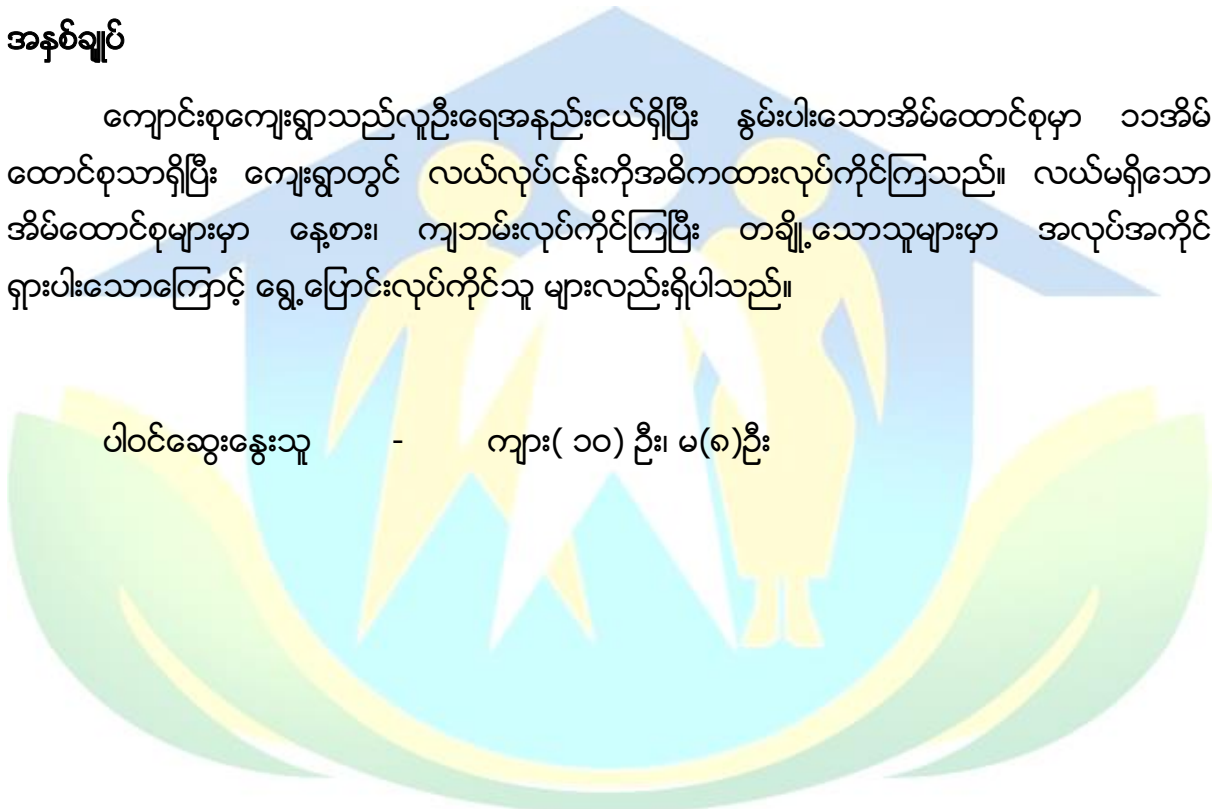 အနှစ်ချုပ်
ကျောင်းစုကျေးရွာသည်လူဦးရေအနည်းငယ်ရှိပြီး နွမ်းပါးသောအိမ်ထောင်စုမှာ ၁၁အိမ်
ထောင်စုသာရှိပြီး ကျေးရွာတွင် လယ်လုပ်ငန်းကိုအဓိကထားလုပ်ကိုင်ကြသည်။ လယ်မရှိသော
အိမ်ထောင်စုများမှာ နေ့စား၊ ကျဘမ်းလုပ်ကိုင်ကြပြီး တချို့သောသူများမှာ အလုပ်အကိုင်
ရှားပါးသောကြောင့် ရွေ့ပြောင်းလုပ်ကိုင်သူ များလည်းရှိပါသည်။
ပါဝင်ဆွေးနွေးသူ - ကျား( ၁၀) ဦး၊ မ(၈)ဦး